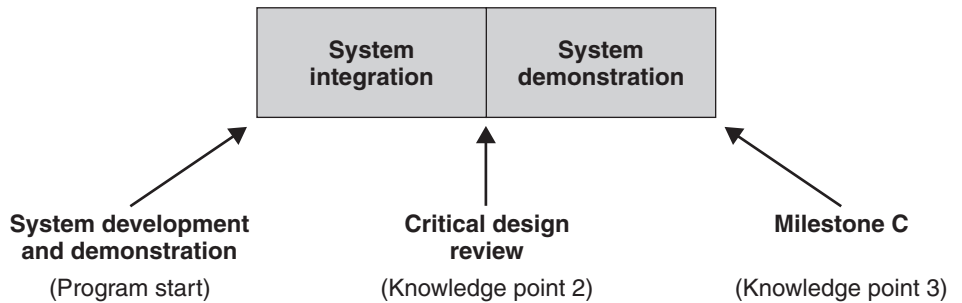 System
integration
System
demonstration
System development
and demonstration
(Program start)
Critical design
review
(Knowledge point 2)
Milestone C
(Knowledge point 3)